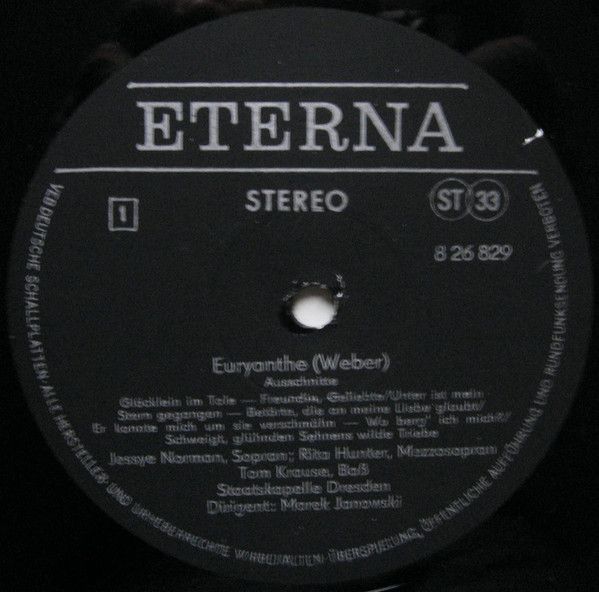 ETERNA
STEREO
1
ST 33
8 26 829
Euryanthe (Weber)
Ausschnitte
Glöcklein im Tale — Freundin, Geliebte/Unter ist mein
Stern gegangen — Betörte, die an meine Liebe glaubt/
Er konnte mich um sie verschmähn — Wo berg' ich mich?/
Schweigt, glühnden Sehnens wilde Triebe
Jessye Norman, Sopran; Rita Hunter, Mezzosopran
Tom Krause, Baß
Staatskapelle Dresden
Dirigent: Marek Janowski
VEB DEUTSCHE SCHALLPLATTEN · ALLE HERSTELLER- UND URHEBERRECHTE VORBEHALTEN · ÜBERSPIELUNG, ÖFFENTLICHE AUFFÜHRUNG UND RUNDFUNKSENDUNG VERBOTEN